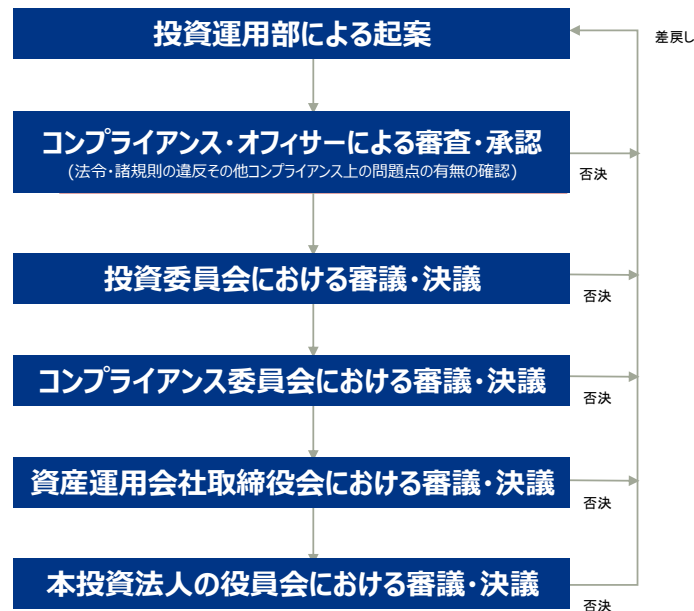 投資運用部による起案
差戻し
コンプライアンス・オフィサーによる審査・承認
(法令・諸規則の違反その他コンプライアンス上の問題点の有無の確認)
否決
投資委員会における審議・決議
否決
コンプライアンス委員会における審議・決議
否決
資産運用会社取締役会における審議・決議
否決
本投資法人の役員会における審議・決議
否決